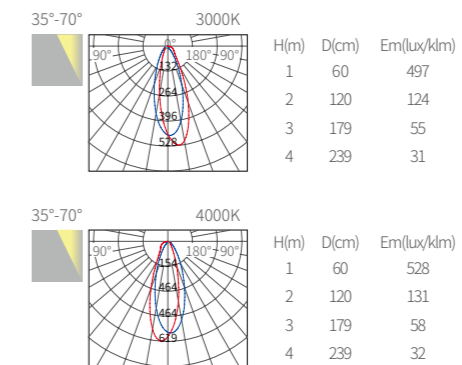 35°-70° 3000K
0°
90° 180° 90°
132
264
396
528
H(m) D(cm) Em(lux/klm)
1 60 497
2 120 124
3 179 55
4 239 31
35°-70° 4000K
90° 180° 90°
154
464
464
619
H(m) D(cm) Em(lux/klm)
1 60 528
2 120 131
3 179 58
4 239 32